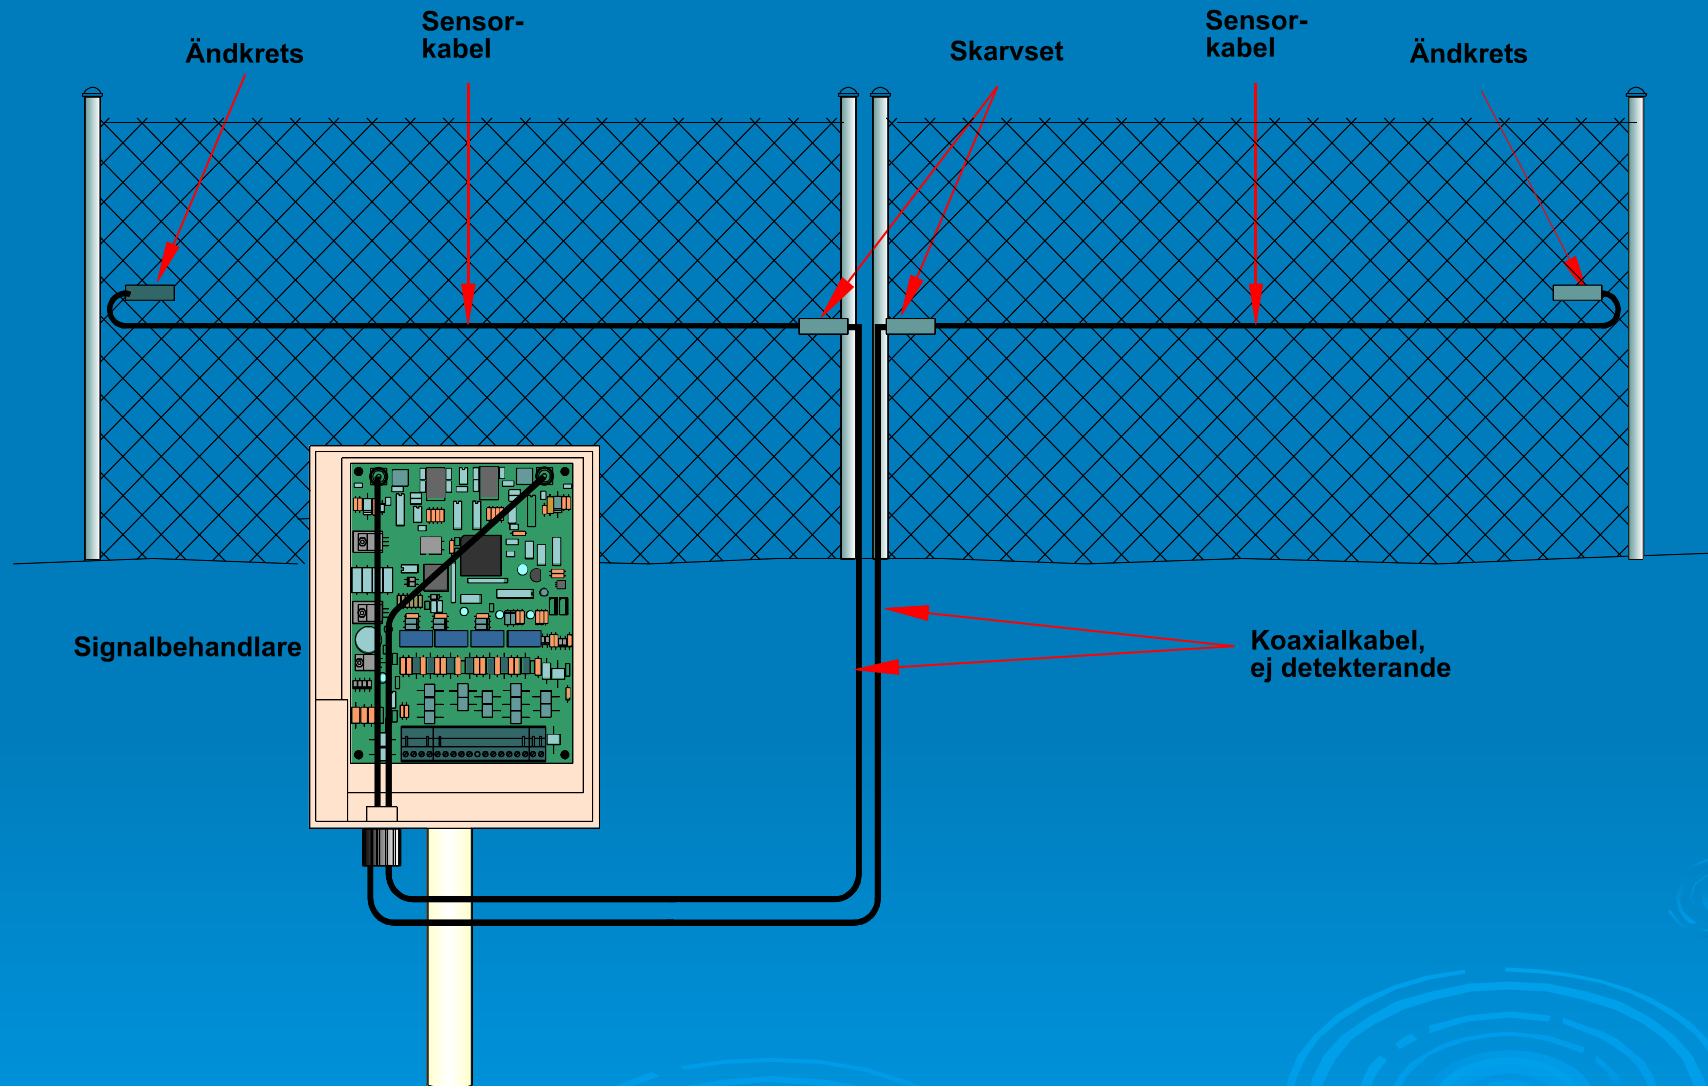 Ändkrets
Sensor-
kabel
Skarvset
Sensor-
kabel
Ändkrets
Signalbehandlare
Koaxialkabel,
ej detekterande